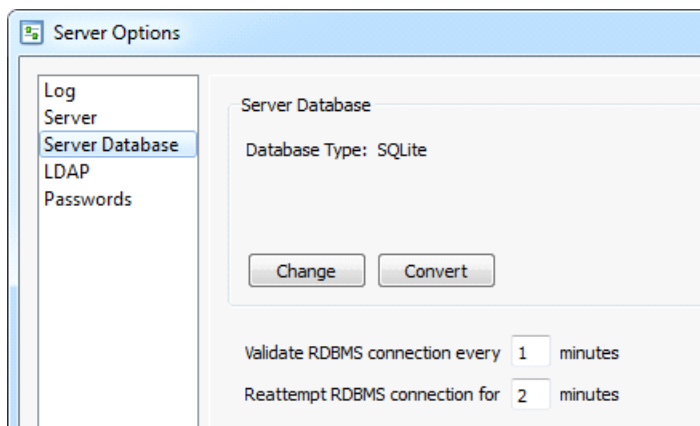 Server Options
Log
Server
Server Database
LDAP
Passwords
Server Database
Database Type: SQLite
Change
Convert
Validate RDBMS connection every 1 minutes
Reattempt RDBMS connection for 2 minutes